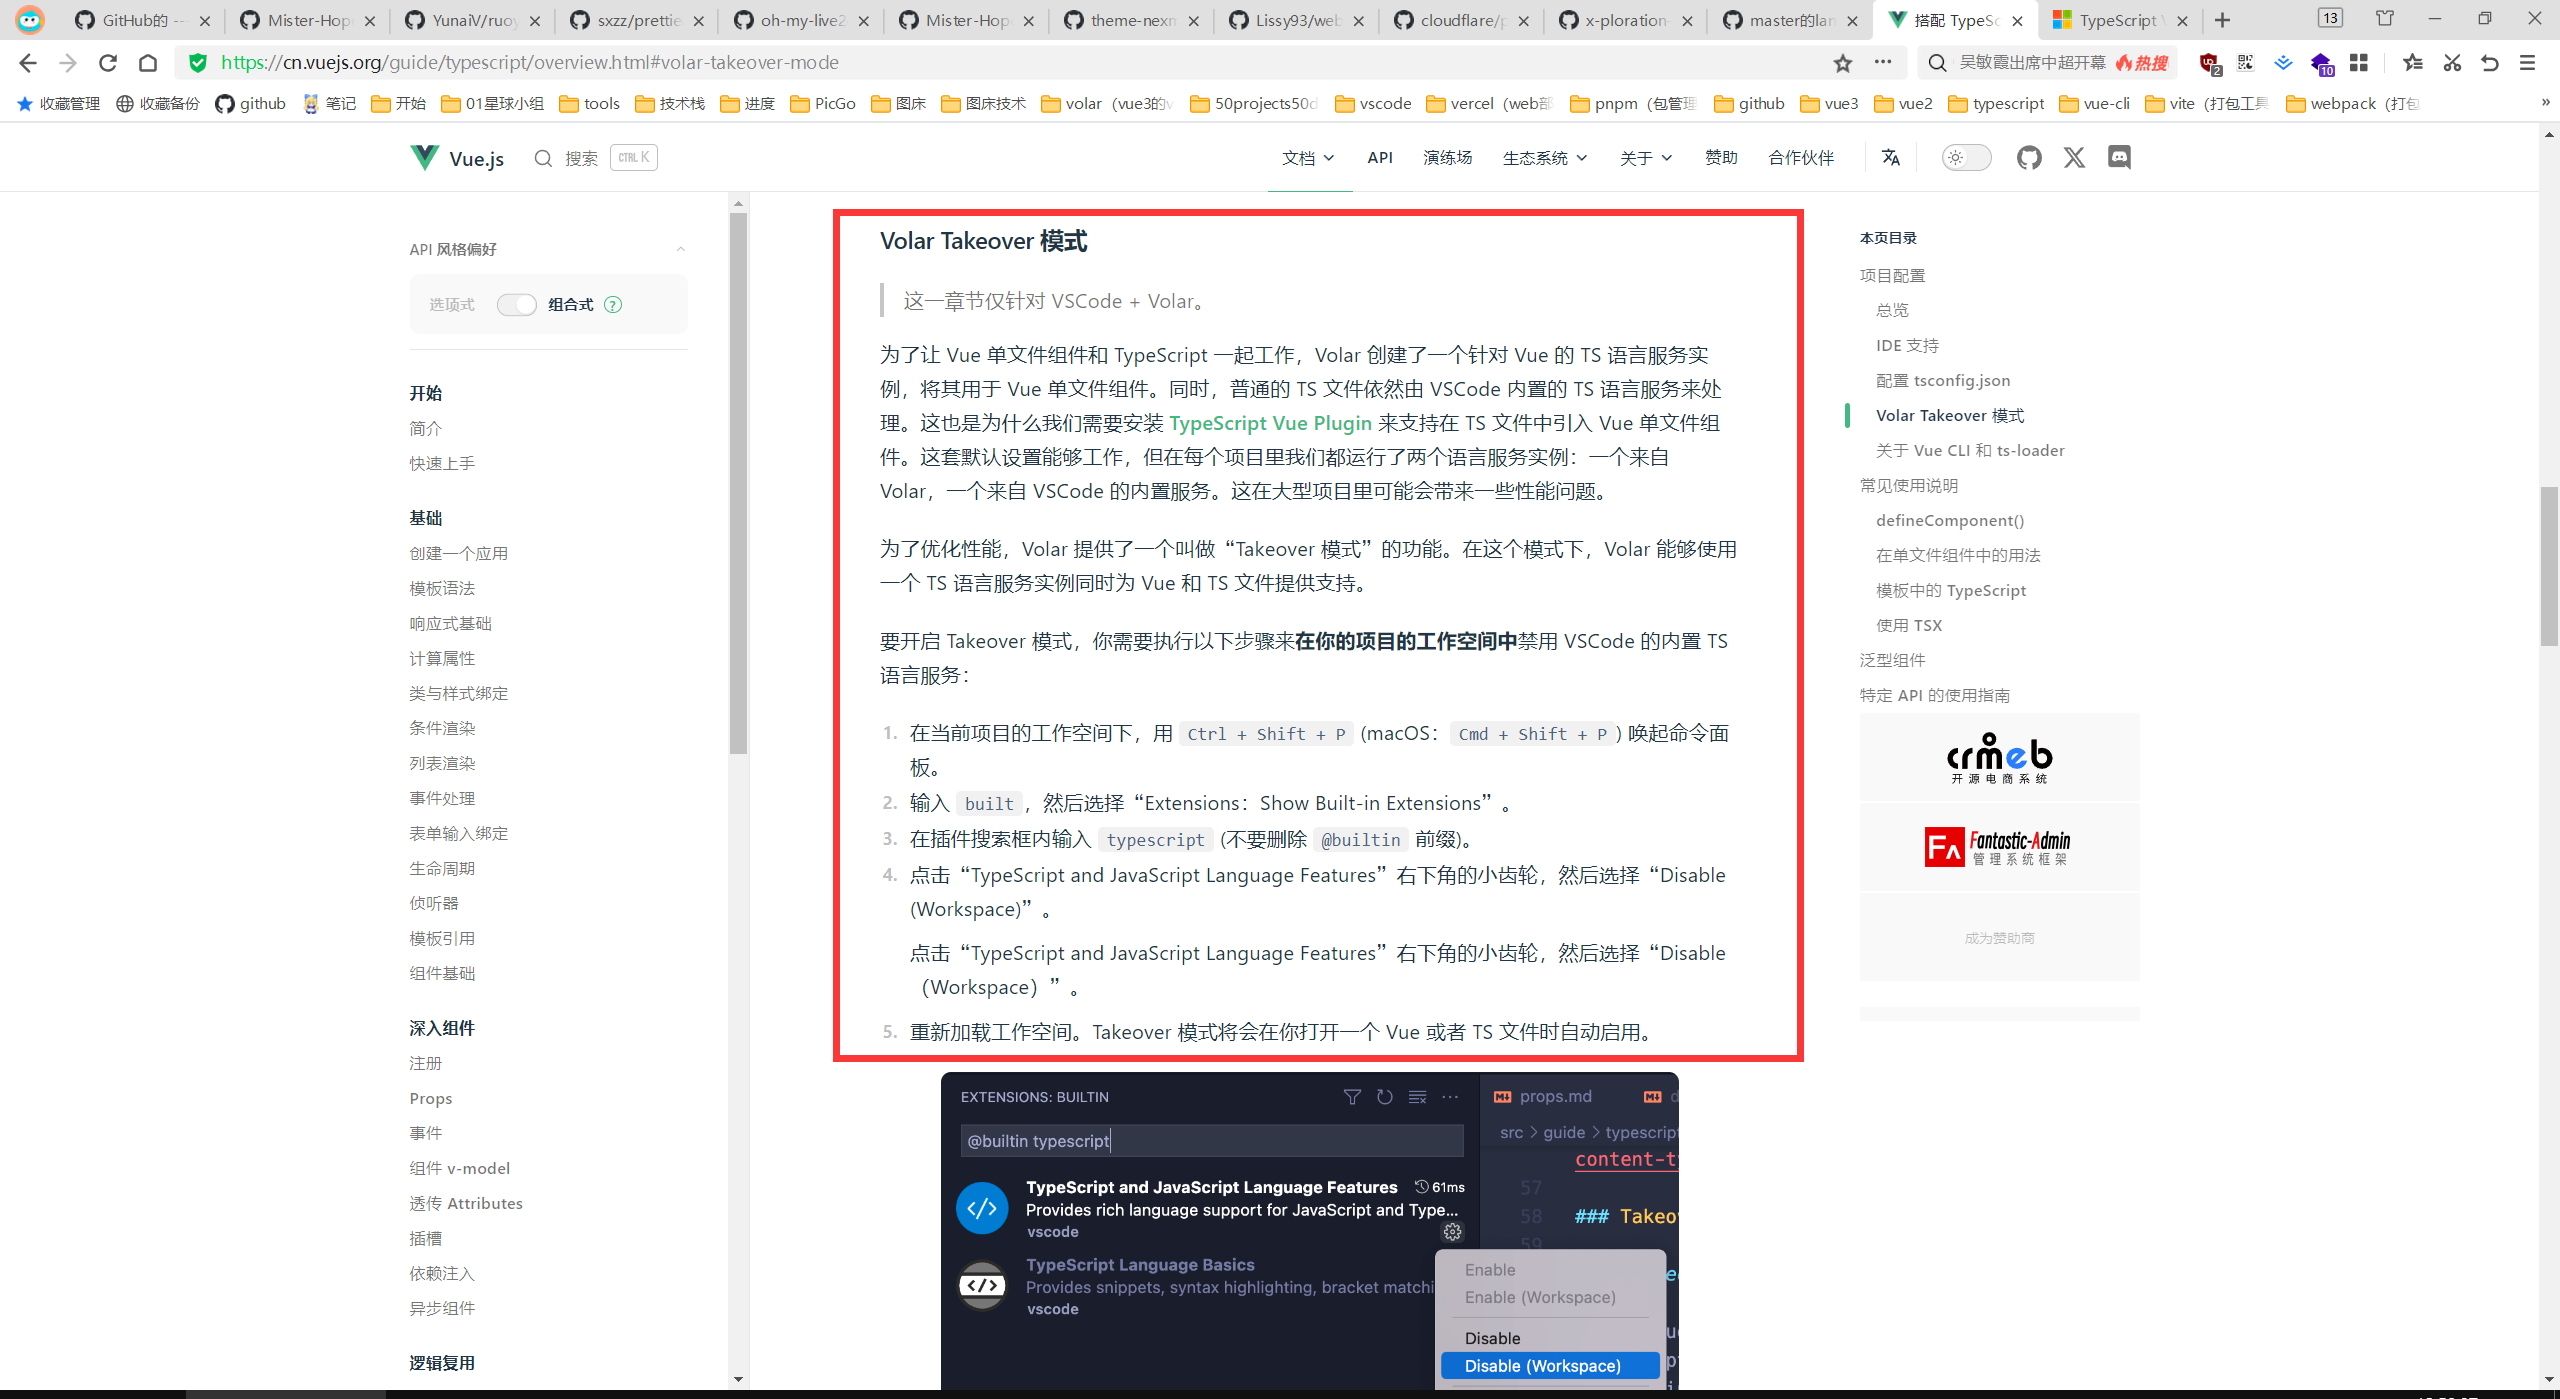 GitHub的 --
Mister-Hop
YunaiV/ruoy
sxzz/prettie
oh-my-live2
Mister-Hop
theme-nexm
Lissy93/web
cloudflare/p
x-ploration-
master的lan
搭配 TypeSc
TypeScript V
13
https://cn.vuejs.org/guide/typescript/overview.html#volar-takeover-mode
吴敏霞出席中超开幕
热搜
2
10
收藏管理
收藏备份
github
笔记
开始
01星球小组
tools
技术栈
进度
PicGo
图床
图床技术
volar（vue3的v
50projects50d
vscode
vercel（web部
pnpm（包管理
github
vue3
vue2
typescript
vue-cli
vite（打包工具
webpack（打包
»
Vue.js
搜索
CTRL K
文档
API
演练场
生态系统
关于
赞助
合作伙伴
API 风格偏好
选项式
组合式
?
开始
简介
快速上手
基础
创建一个应用
模板语法
响应式基础
计算属性
类与样式绑定
条件渲染
列表渲染
事件处理
表单输入绑定
生命周期
侦听器
模板引用
组件基础
深入组件
注册
Props
事件
组件 v-model
透传 Attributes
插槽
依赖注入
异步组件
逻辑复用
Volar Takeover 模式
这一章节仅针对 VSCode + Volar。
为了让 Vue 单文件组件和 TypeScript 一起工作，Volar 创建了一个针对 Vue 的 TS 语言服务实
例，将其用于 Vue 单文件组件。同时，普通的 TS 文件依然由 VSCode 内置的 TS 语言服务来处
理。这也是为什么我们需要安装 TypeScript Vue Plugin 来支持在 TS 文件中引入 Vue 单文件组
件。这套默认设置能够工作，但在每个项目里我们都运行了两个语言服务实例：一个来自
Volar，一个来自 VSCode 的内置服务。这在大型项目里可能会带来一些性能问题。
为了优化性能，Volar 提供了一个叫做“Takeover 模式”的功能。在这个模式下，Volar 能够使用
一个 TS 语言服务实例同时为 Vue 和 TS 文件提供支持。
要开启 Takeover 模式，你需要执行以下步骤来在你的项目的工作空间中禁用 VSCode 的内置 TS
语言服务：
1. 在当前项目的工作空间下，用 Ctrl + Shift + P (macOS：Cmd + Shift + P) 唤起命令面
板。
2. 输入 built，然后选择“Extensions：Show Built-in Extensions”。
3. 在插件搜索框内输入 typescript (不要删除 @builtin 前缀)。
4. 点击“TypeScript and JavaScript Language Features”右下角的小齿轮，然后选择“Disable
(Workspace)”。
点击“TypeScript and JavaScript Language Features”右下角的小齿轮，然后选择“Disable
（Workspace）”。
5. 重新加载工作空间。Takeover 模式将会在你打开一个 Vue 或者 TS 文件时自动启用。
EXTENSIONS: BUILTIN
@builtin typescript
TypeScript and JavaScript Language Features
61ms
Provides rich language support for JavaScript and Type...
vscode
TypeScript Language Basics
Provides snippets, syntax highlighting, bracket matchi
vscode
Enable
Enable (Workspace)
Disable
Disable (Workspace)
props.md
src > guide > typescript
content-t
57
58 ### Takeo
59
本页目录
项目配置
总览
IDE 支持
配置 tsconfig.json
Volar Takeover 模式
关于 Vue CLI 和 ts-loader
常见使用说明
defineComponent()
在单文件组件中的用法
模板中的 TypeScript
使用 TSX
泛型组件
特定 API 的使用指南
crmeb
开源电商系统
FA Fantastic-Admin
管理系统框架
成为赞助商